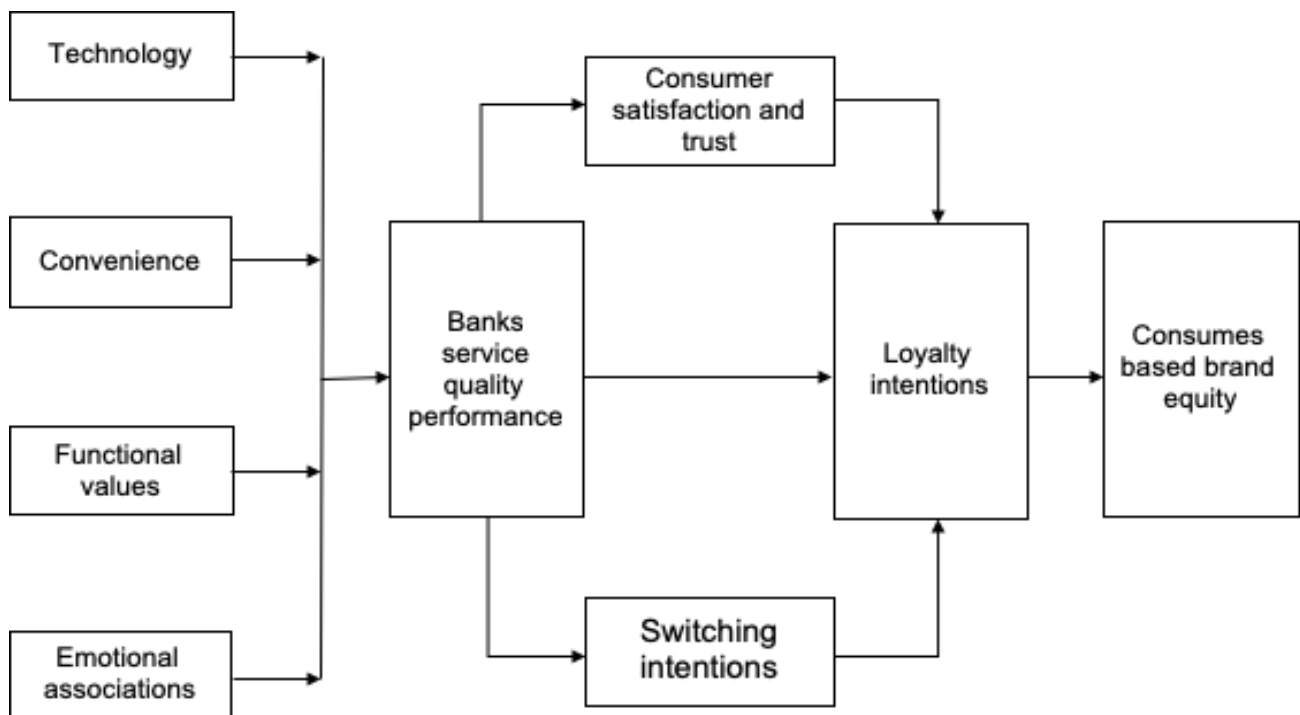 Technology
Convenience
Functional
values
Emotional
associations
Banks
service
quality
performance
Consumer
satisfaction and
trust
Switching
intentions
Loyalty
intentions
Consumes
based brand
equity